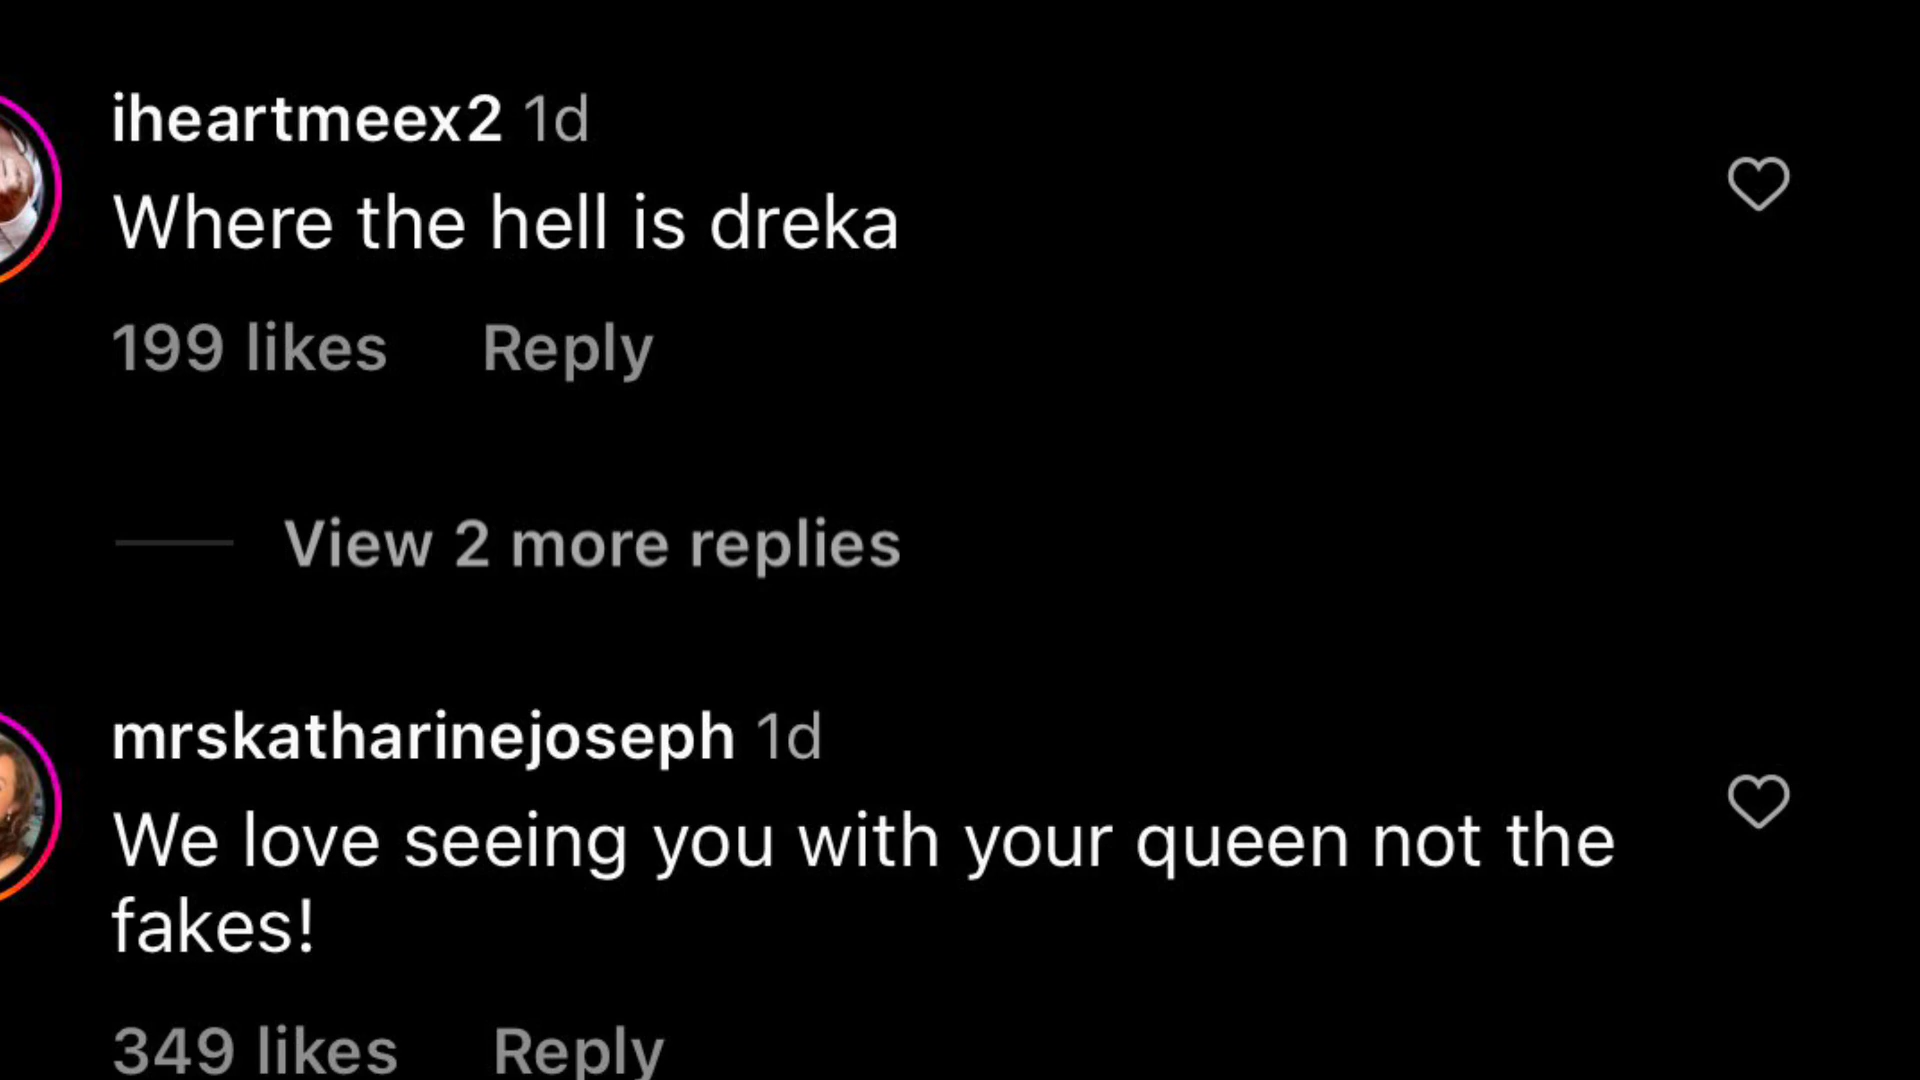 iheartmeex2 1d
Where the hell is dreka
199 likes Reply
View 2 more replies
mrskatharinejoseph 1d
We love seeing you with your queen not the
fakes!
349 likes Reply